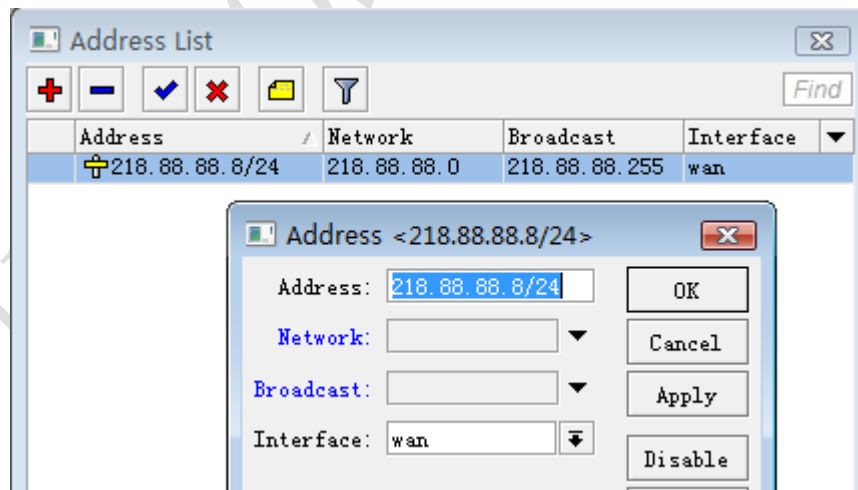 Address List
Find
Address Network Broadcast Interface
218.88.88.8/24 218.88.88.0 218.88.88.255 wan
Address <218.88.88.8/24>
Address: 218.88.88.8/24
OK
Network:
Cancel
Broadcast:
Apply
Interface: wan
Disable